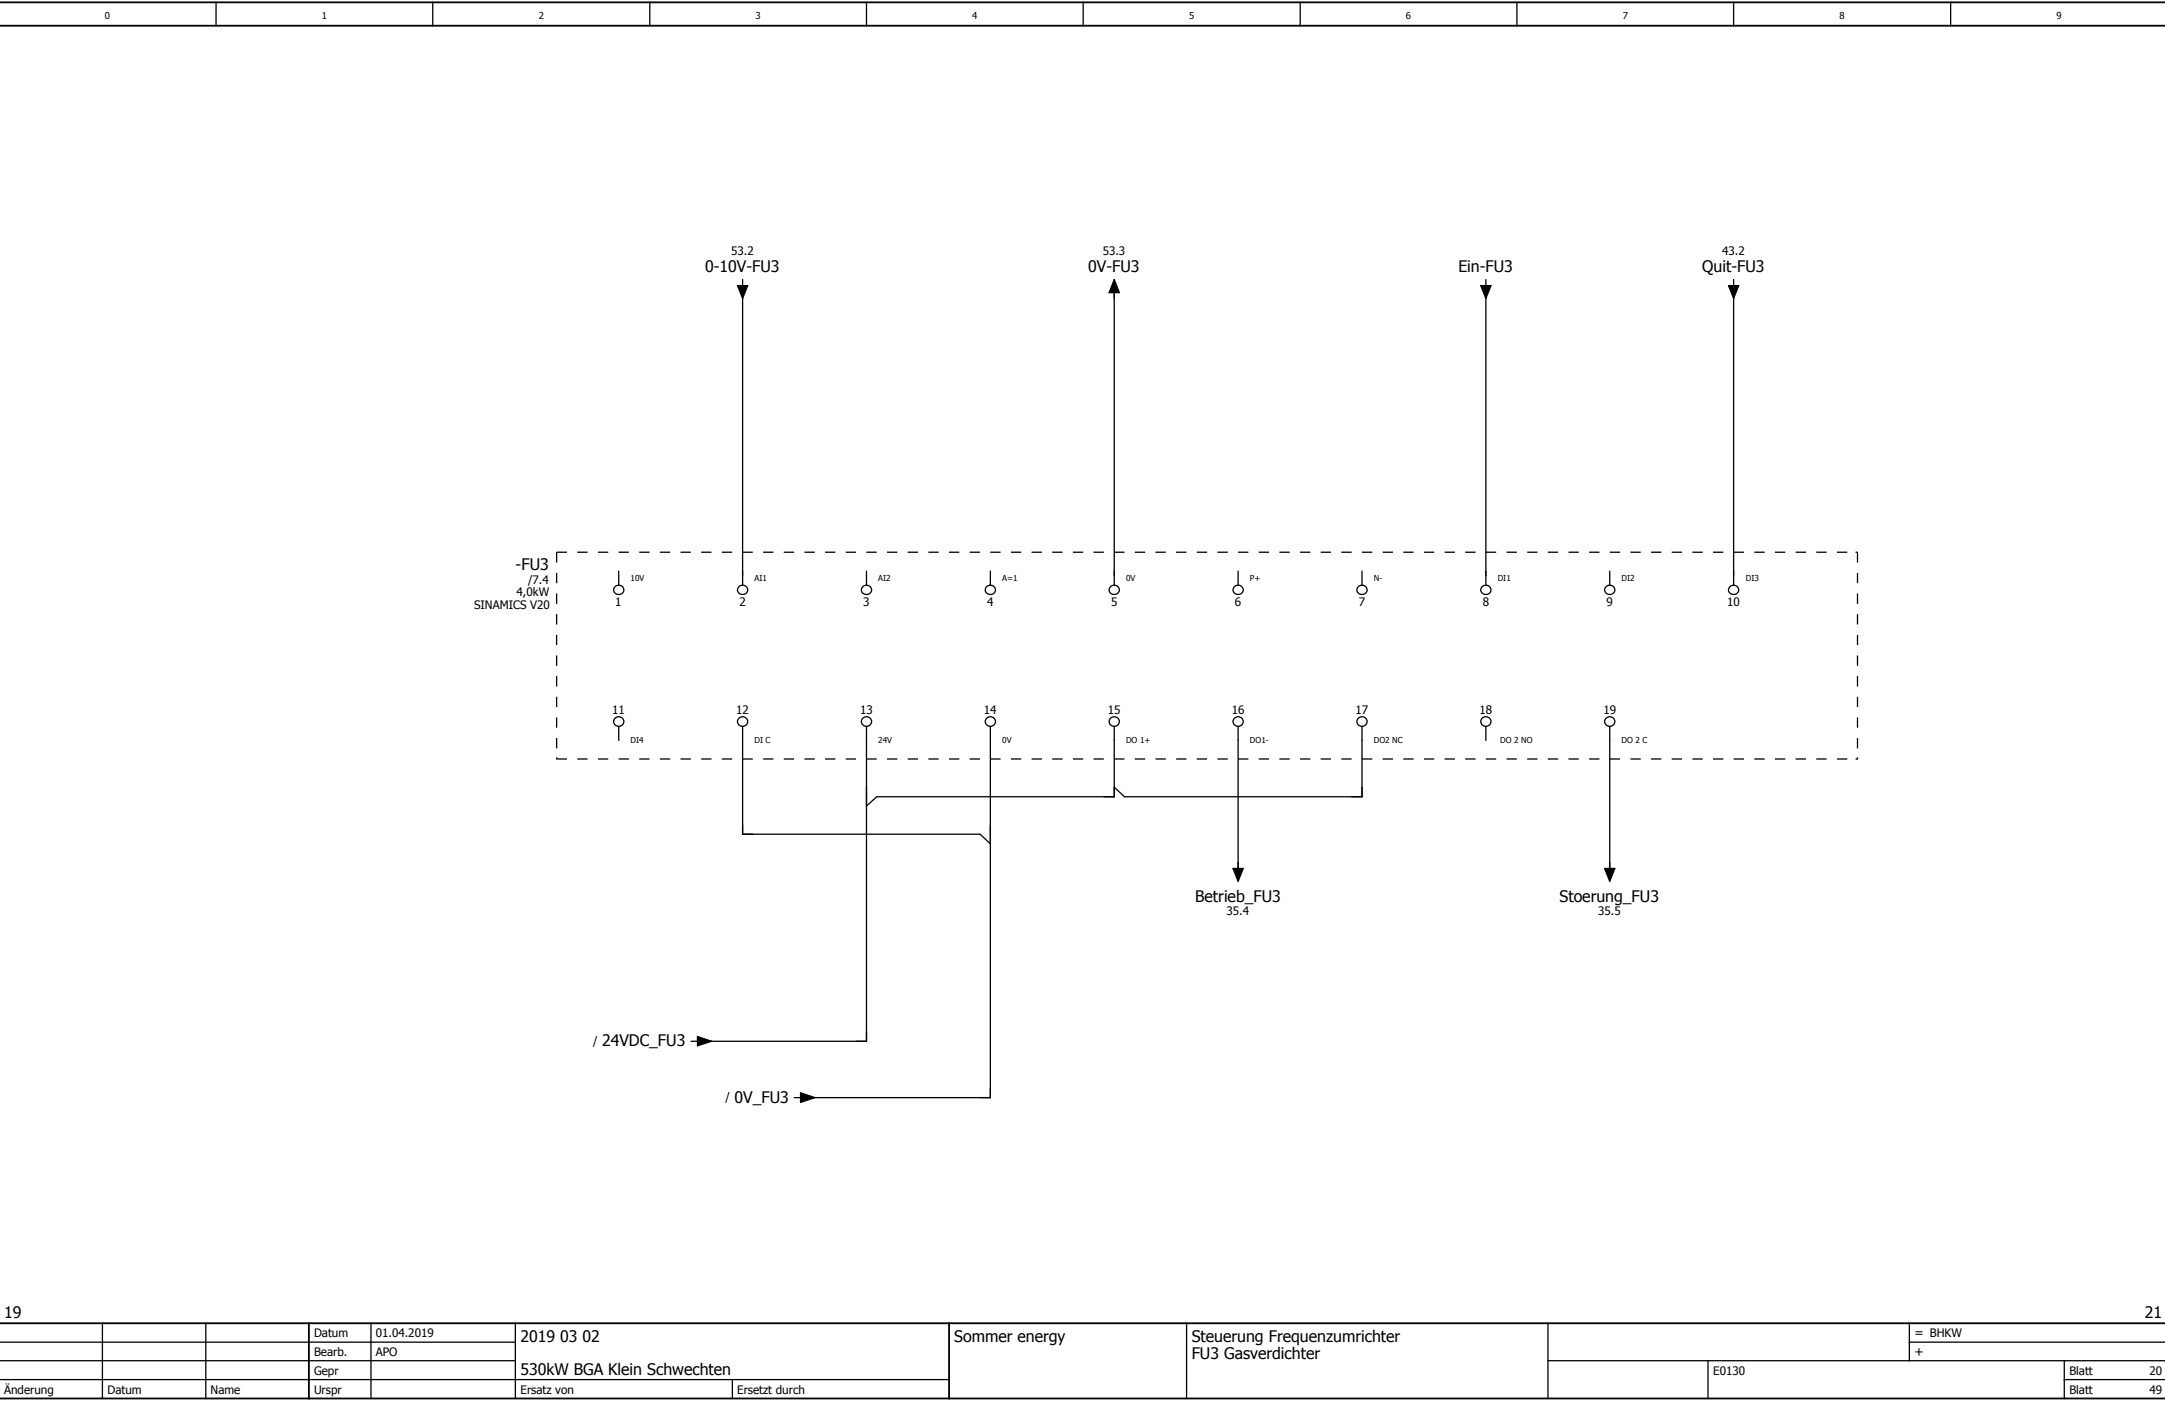 0 1 2 3 4 5 6 7 8 9
53.2 53.3 43.2
0-10V-FU3 0V-FU3 Ein-FU3 Quit-FU3
-FU3
/7.4
4,0kW
SINAMICS V20
10V AI1 AI2 A=1 0V P+ N- DI1 DI2 DI3
1 2 3 4 5 6 7 8 9 10
11 12 13 14 15 16 17 18 19
DI4 DI C 24V 0V DO 1+ DO1- DO2 NC DO 2 NO DO 2 C
Betrieb_FU3 Stoerung_FU3
35.4 35.5
/ 24VDC_FU3
/ 0V_FU3
19 21
Datum 01.04.2019 2019 03 02 Sommer energy Steuerung Frequenzumrichter = BHKW
Bearb. APO FU3 Gasverdichter +
Gepr 530kW BGA Klein Schwechten E0130 Blatt 20
Änderung Datum Name Urspr Ersatz von Ersetzt durch Blatt 49